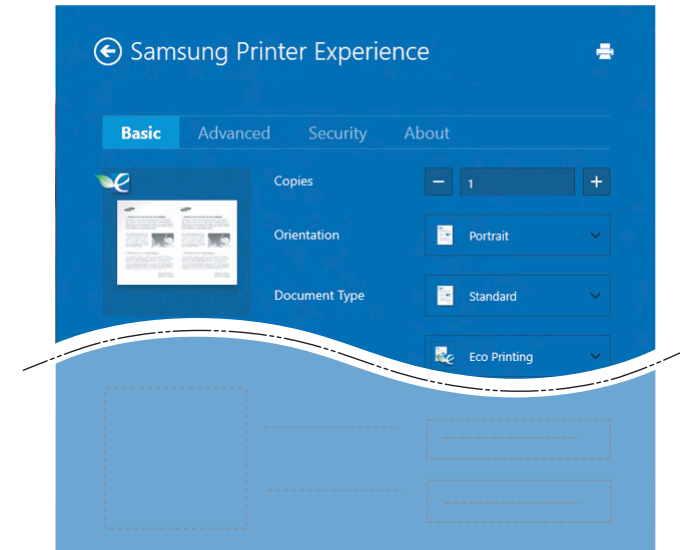 Samsung Printer Experience
Basic Advanced Security About
Copies 1
Orientation Portrait
Document Type Standard
Eco Printing